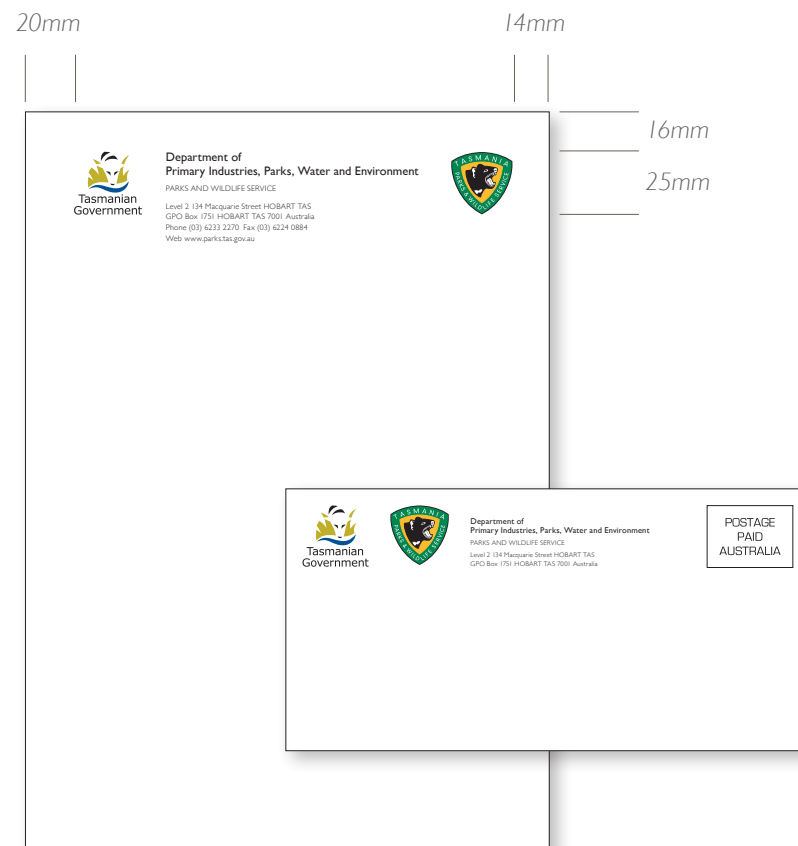 20mm
14mm
16mm
25mm
Tasmanian
Government
Department of
Primary Industries, Parks, Water and Environment
PARKS AND WILDLIFE SERVICE
Level 2 134 Macquarie Street HOBART TAS
GPO Box 1751 HOBART TAS 7001 Australia
Phone (03) 6233 2270 Fax (03) 6224 0884
Web www.parks.tas.gov.au
TASMANIA
PARKS & WILDLIFE SERVICE
Tasmanian
Government
TASMANIA
PARKS & WILDLIFE SERVICE
Department of
Primary Industries, Parks, Water and Environment
PARKS AND WILDLIFE SERVICE
Level 2 134 Macquarie Street HOBART TAS
GPO Box 1751 HOBART TAS 7001 Australia
POSTAGE
PAID
AUSTRALIA